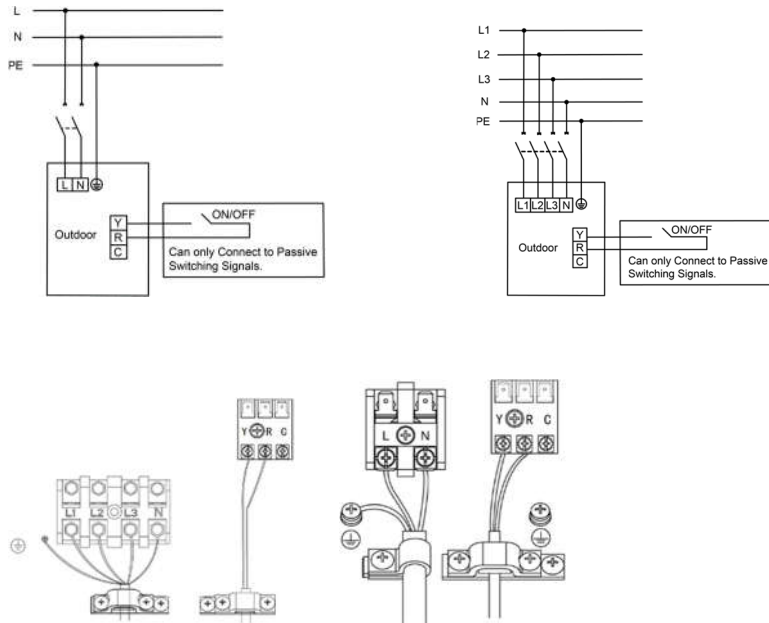 L
N
PE
L N
Outdoor
Y
R
C
ON/OFF
Can only Connect to Passive
Switching Signals.
L1
L2
L3
N
PE
L1 L2 L3 N
Outdoor
Y
R
C
ON/OFF
Can only Connect to Passive
Switching Signals.
L1 L2 L3 N
Y R C
L N
Y R C